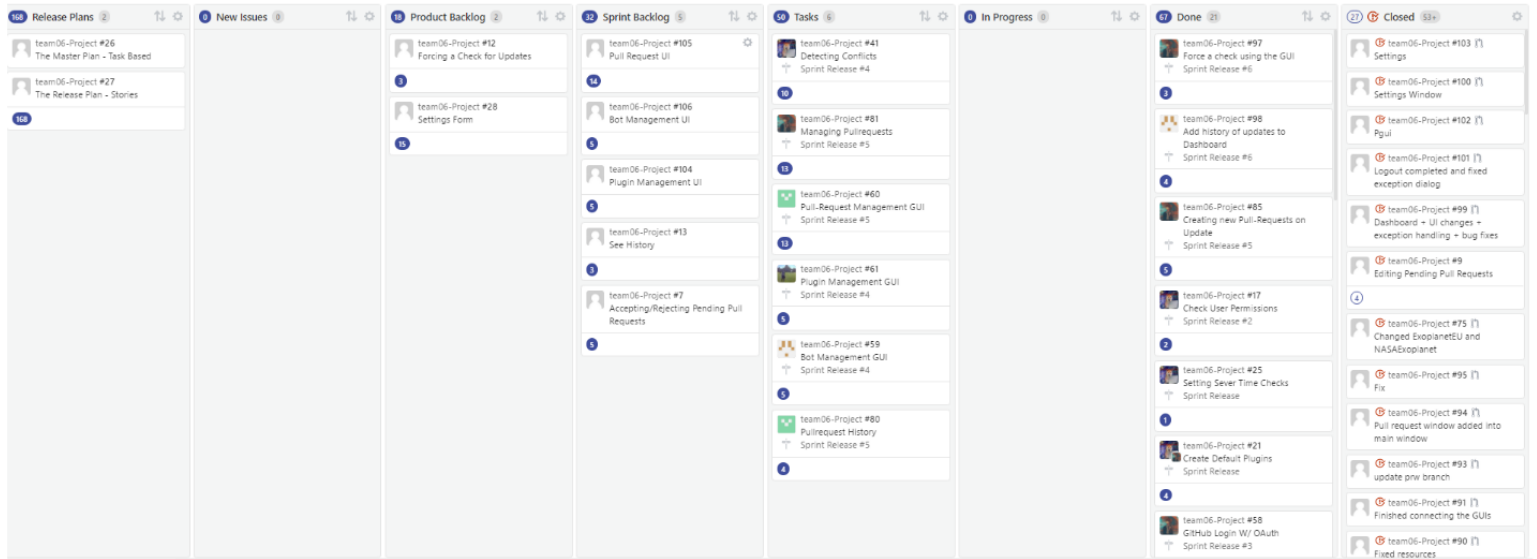 168 Release Plans 2
team06-Project #26
The Master Plan - Task Based
team06-Project #27
The Release Plan - Stories
168
0 New Issues 0
18 Product Backlog 2
team06-Project #12
Forcing a Check for Updates
3
team06-Project #28
Settings Form
15
32 Sprint Backlog 5
team06-Project #105
Pull Request UI
14
team06-Project #106
Bot Management UI
5
team06-Project #104
Plugin Management UI
5
team06-Project #13
See History
3
team06-Project #7
Accepting/Rejecting Pending Pull
Requests
5
50 Tasks 6
team06-Project #41
Detecting Conflicts
Sprint Release #4
10
team06-Project #81
Managing Pullrequests
Sprint Release #5
13
team06-Project #60
Pull-Request Management GUI
Sprint Release #5
13
team06-Project #61
Plugin Management GUI
Sprint Release #4
5
team06-Project #59
Bot Management GUI
Sprint Release #4
5
team06-Project #80
Pullrequest History
Sprint Release #5
4
0 In Progress 0
67 Done 21
team06-Project #97
Force a check using the GUI
Sprint Release #6
3
team06-Project #98
Add history of updates to
Dashboard
Sprint Release #6
4
team06-Project #85
Creating new Pull-Requests on
Update
Sprint Release #5
5
team06-Project #17
Check User Permissions
Sprint Release #2
2
team06-Project #25
Setting Sever Time Checks
Sprint Release
1
team06-Project #21
Create Default Plugins
Sprint Release
4
team06-Project #58
GitHub Login W/ OAuth
Sprint Release #3
27 Closed 53+
team06-Project #103
Settings
team06-Project #100
Settings Window
team06-Project #102
Pgui
team06-Project #101
Logout completed and fixed
exception dialog
team06-Project #99
Dashboard + UI changes +
exception handling + bug fixes
team06-Project #9
Editing Pending Pull Requests
4
team06-Project #75
Changed ExoplanetEU and
NASAExoplanet
team06-Project #95
Fix
team06-Project #94
Pull request window added into
main window
team06-Project #93
update prw branch
team06-Project #91
Finished connecting the GUIs
team06-Project #90
Fixed resources